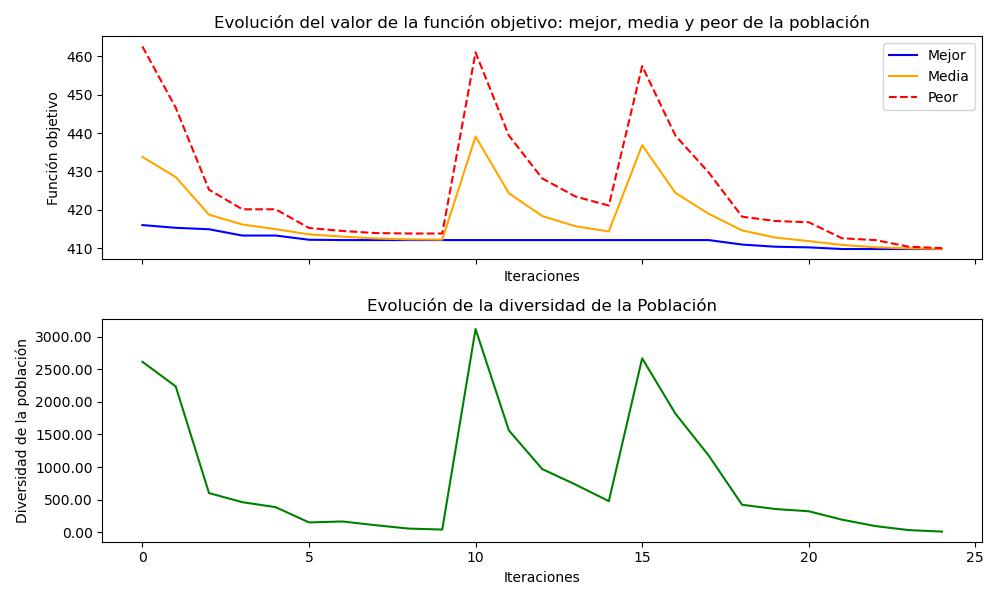 Evolución del valor de la función objetivo: mejor, media y peor de la población
460
450
440
430
420
410
Función objetivo
Mejor
Media
Peor
Iteraciones
Evolución de la diversidad de la Población
3000.00
2500.00
2000.00
1500.00
1000.00
500.00
0.00
Diversidad de la población
0 5 10 15 20 25
Iteraciones